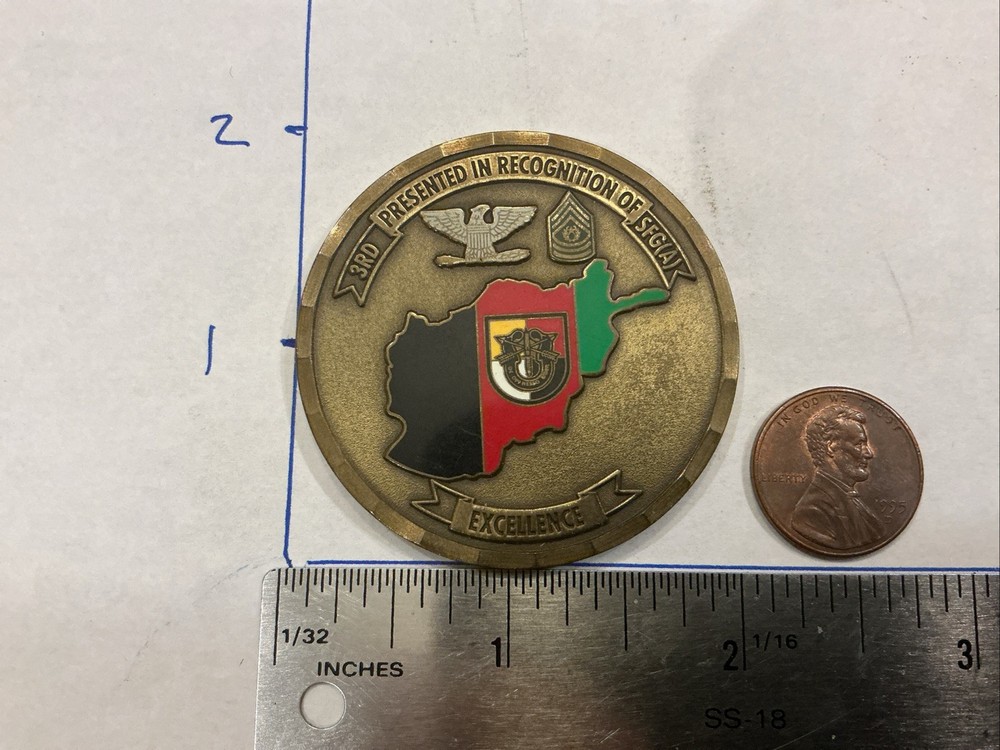 2
1
PRESENTED IN RECOGNITION OF
3RD SFG(A)
EXCELLENCE
IN GOD WE TRUST
LIBERTY
1995
1/32
INCHES
1
2
1/16
3
SS-18